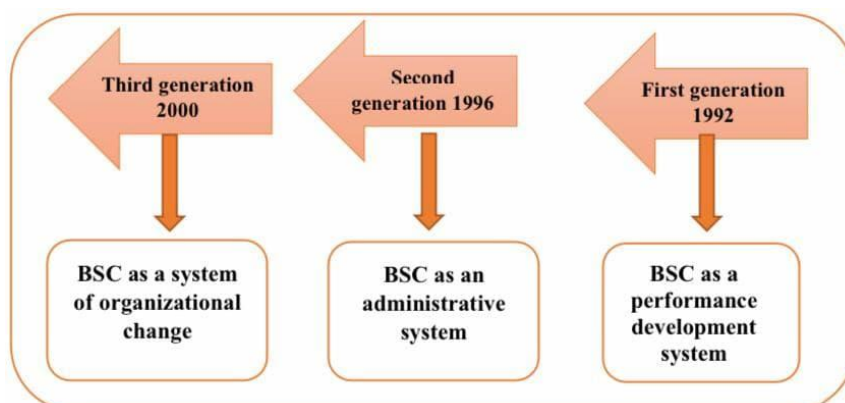 Third generation
2000
Second
generation 1996
First generation
1992
BSC as a system
of organizational
change
BSC as an
administrative
system
BSC as a
performance
development
system